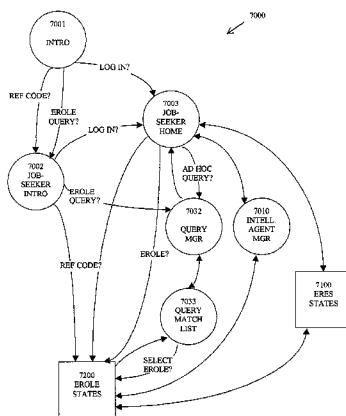 7001
INTRO
7000
LOG IN?
7003
JOB-
SEEKER
HOME
REF CODE?
EROLE
QUERY?
LOG IN?
7002
JOB-
SEEKER
INTRO
AD HOC
QUERY?
EROLE
QUERY?
7032
QUERY
MGR
7010
INTELL.
AGENT
MGR
EROLE?
REF CODE?
7100
ERES
STATES
7033
QUERY
MATCH
LIST
SELECT
EROLE?
7200
EROLE
STATES